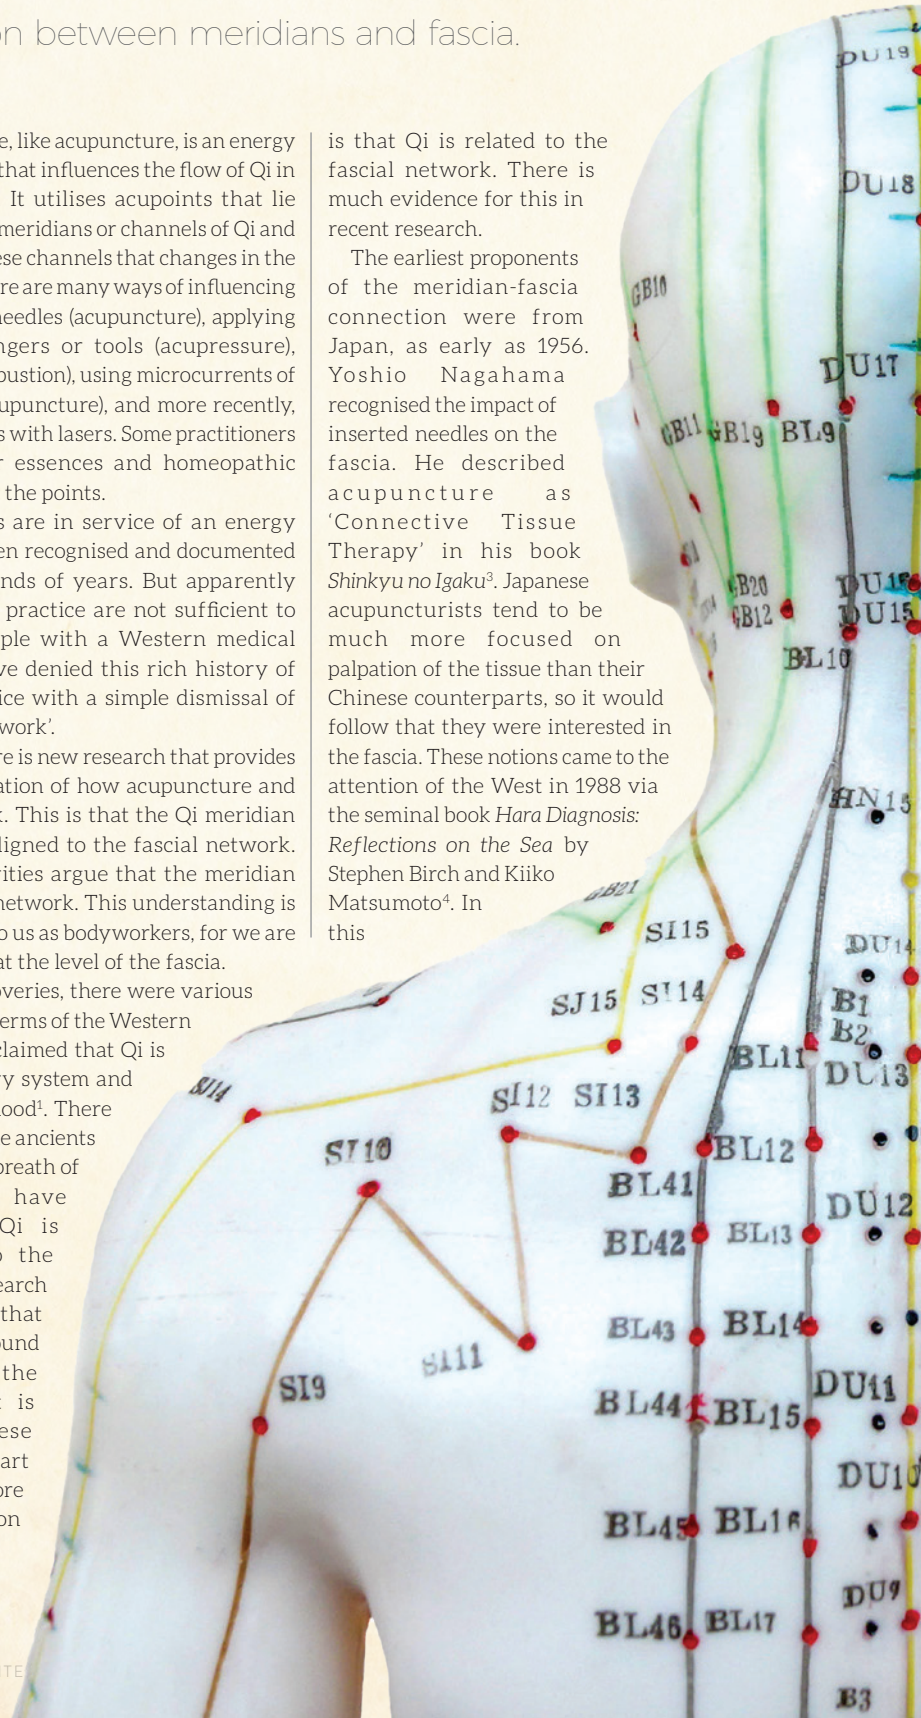 on between meridians and fascia.
e, like acupuncture, is an energy
that influences the flow of Qi in
It utilises acupoints that lie
meridians or channels of Qi and
ese channels that changes in the
re are many ways of influencing
needles (acupuncture), applying
ngers or tools (acupressure),
bustion), using microcurrents of
upuncture), and more recently,
s with lasers. Some practitioners
r essences and homeopathic
the points.
s are in service of an energy
en recognised and documented
nds of years. But apparently
practice are not sufficient to
ple with a Western medical
ve denied this rich history of
ice with a simple dismissal of
work’.
re is new research that provides
ation of how acupuncture and
k. This is that the Qi meridian
ligned to the fascial network.
rities argue that the meridian
network. This understanding is
o us as bodyworkers, for we are
at the level of the fascia.
overies, there were various
erms of the Western
claimed that Qi is
ry system and
lood¹. There
e ancients
breath of
have
Qi is
o the
earch
that
ound
the
t is
ese
art
ore
on
is that Qi is related to the
fascial network. There is
much evidence for this in
recent research.
The earliest proponents
of the meridian-fascia
connection were from
Japan, as early as 1956.
Yoshio Nagahama
recognised the impact of
inserted needles on the
fascia. He described
acupuncture as
‘Connective Tissue
Therapy’ in his book
Shinkyu no Igaku³. Japanese
acupuncturists tend to be
much more focused on
palpation of the tissue than their
Chinese counterparts, so it would
follow that they were interested in
the fascia. These notions came to the
attention of the West in 1988 via
the seminal book Hara Diagnosis:
Reflections on the Sea by
Stephen Birch and Kiiko
Matsumoto⁴. In
this
DU19
DU18
GB10
DU17
GB11 GB19 BL9
GB20
DU16
GB12
DU15
BL10
HN15
GB21
SI15
DU14
SJ15 SI14
B1
B2
BL11
DU13
SJ14
SI12 SI13
SI10
BL12
BL41
DU12
BL42 BL13
BL43 BL14
SI11
SI9
DU11
BL44 BL15
DU10
BL45 BL16
DU9
BL46 BL17
B3
ITE